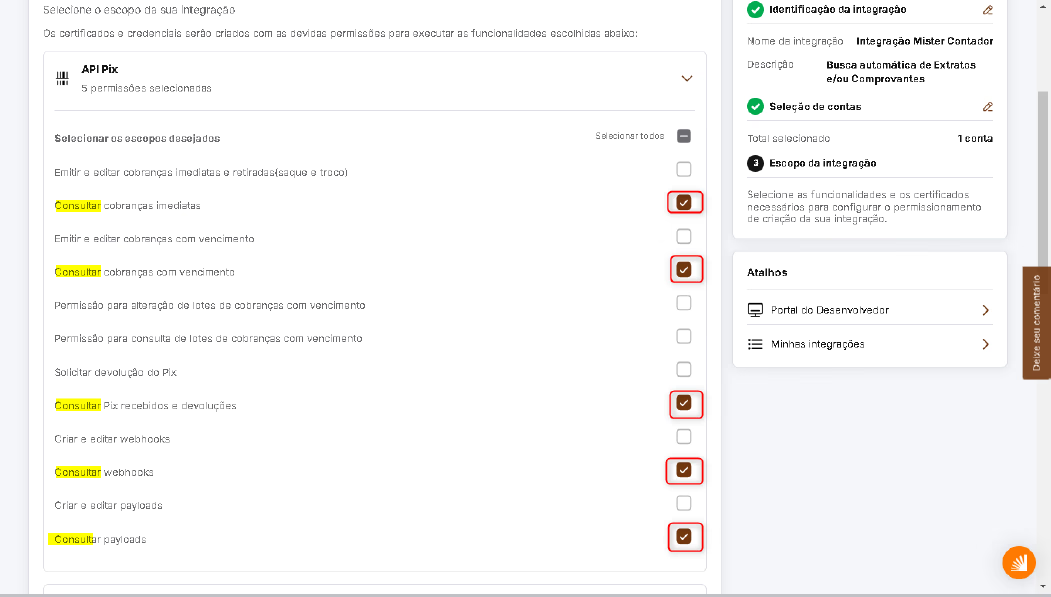 Selecione o escopo da sua integração
Os certificados e credenciais serão criados com as devidas permissões para executar as funcionalidades escolhidas abaixo:
API Pix
5 permissões selecionadas
Selecionar os escopos desejados
Selecionar todos
Emitir e editar cobranças imediatas e retiradas(saque e troco)
Consultar cobranças imediatas
Emitir e editar cobranças com vencimento
Consultar cobranças com vencimento
Permissão para alteração de lotes de cobranças com vencimento
Permissão para consulta de lotes de cobranças com vencimento
Solicitar devolução do Pix
Consultar Pix recebidos e devoluções
Criar e editar webhooks
Consultar webhooks
Criar e editar payloads
Consultar payloads
Identificação da integração
Nome da integração Integração Mister Contador
Descrição Busca automática de Extratos
e/ou Comprovantes
Seleção de contas
Total selecionado 1 conta
3 Escopo da integração
Selecione as funcionalidades e os certificados
necessários para configurar o permissionamento
de criação da sua integração.
Atalhos
Portal do Desenvolvedor
Minhas integrações
Deixe seu comentário